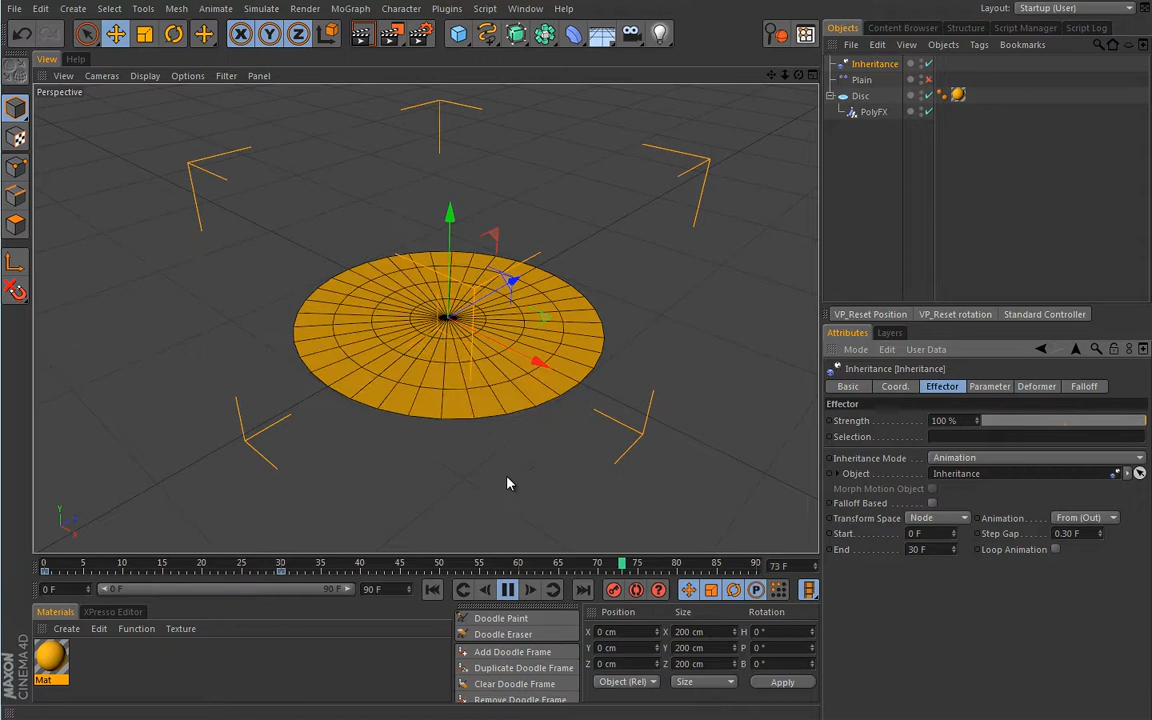 File Edit Create Select Tools Mesh Animate Simulate Render MoGraph Character Plugins Script Window Help Layout: Startup (User)
Objects Content Browser Structure Script Manager Script Log
File Edit View Objects Tags Bookmarks
Inheritance
Plain
Disc
PolyFX
View Help
View Cameras Display Options Filter Panel
Perspective
X Y Z
VP_Reset Position VP_Reset rotation Standard Controller
Attributes Layers
Mode Edit User Data
Inheritance [Inheritance]
Basic Coord. Effector Parameter Deformer Falloff
Effector
Strength 100 %
Selection
Inheritance Mode Animation
Object Inheritance
Morph Motion Object
Falloff Based
Transform Space Node Animation From (Out)
Start 0 F Step Gap 0.30 F
End 30 F Loop Animation
Y
Z
X
0 5 10 15 20 25 30 35 40 45 50 55 60 65 70 75 80 85 90 73 F
0 F 0 F 90 F 90 F
P
Materials XPresso Editor
Create Edit Function Texture
Mat
Doodle Paint
Doodle Eraser
Add Doodle Frame
Duplicate Doodle Frame
Clear Doodle Frame
Remove Doodle Frame
Position Size Rotation
X 0 cm X 200 cm H 0 °
Y 0 cm Y 200 cm P 0 °
Z 0 cm Z 200 cm B 0 °
Object (Rel) Size Apply
MAXON
CINEMA 4D